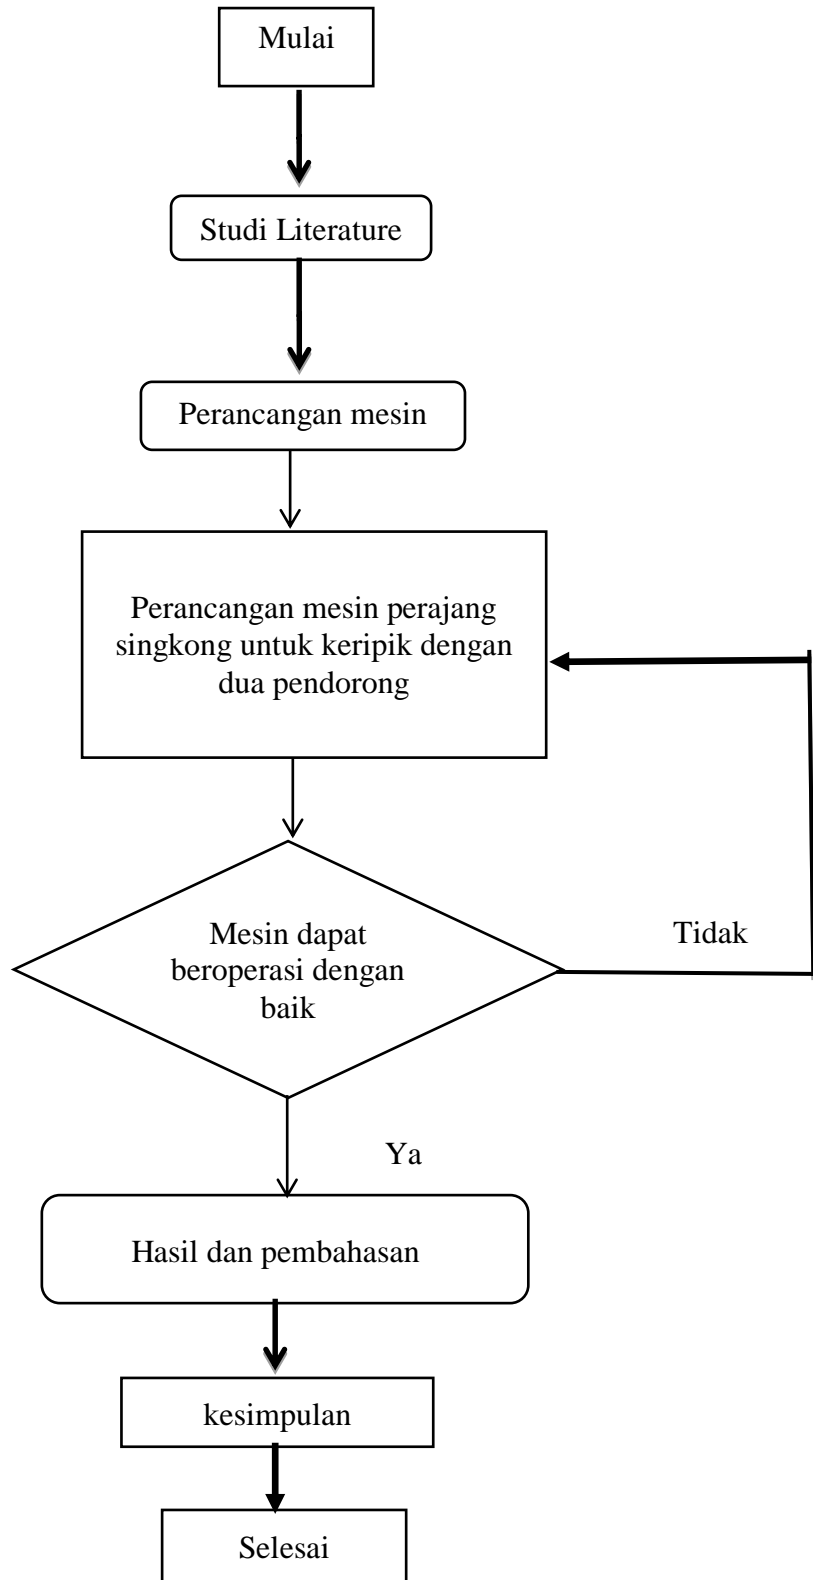 Mulai
Studi Literature
Perancangan mesin
Perancangan mesin perajang
singkong untuk keripik dengan
dua pendorong
Mesin dapat
beroperasi dengan
baik
Tidak
Ya
Hasil dan pembahasan
kesimpulan
Selesai